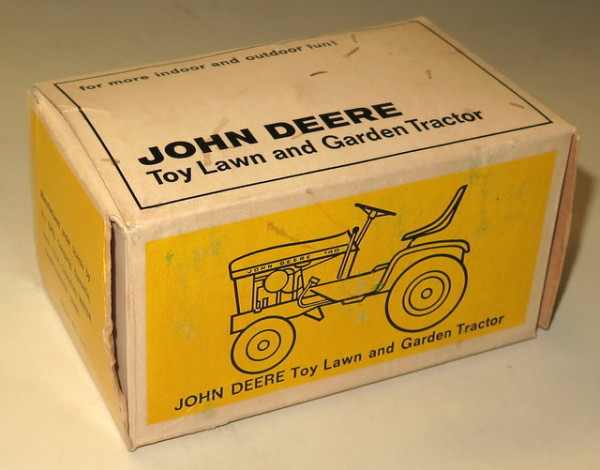 for more indoor and outdoor fun!
JOHN DEERE
Toy Lawn and Garden Tractor
JOHN DEERE 140
JOHN DEERE Toy Lawn and Garden Tractor